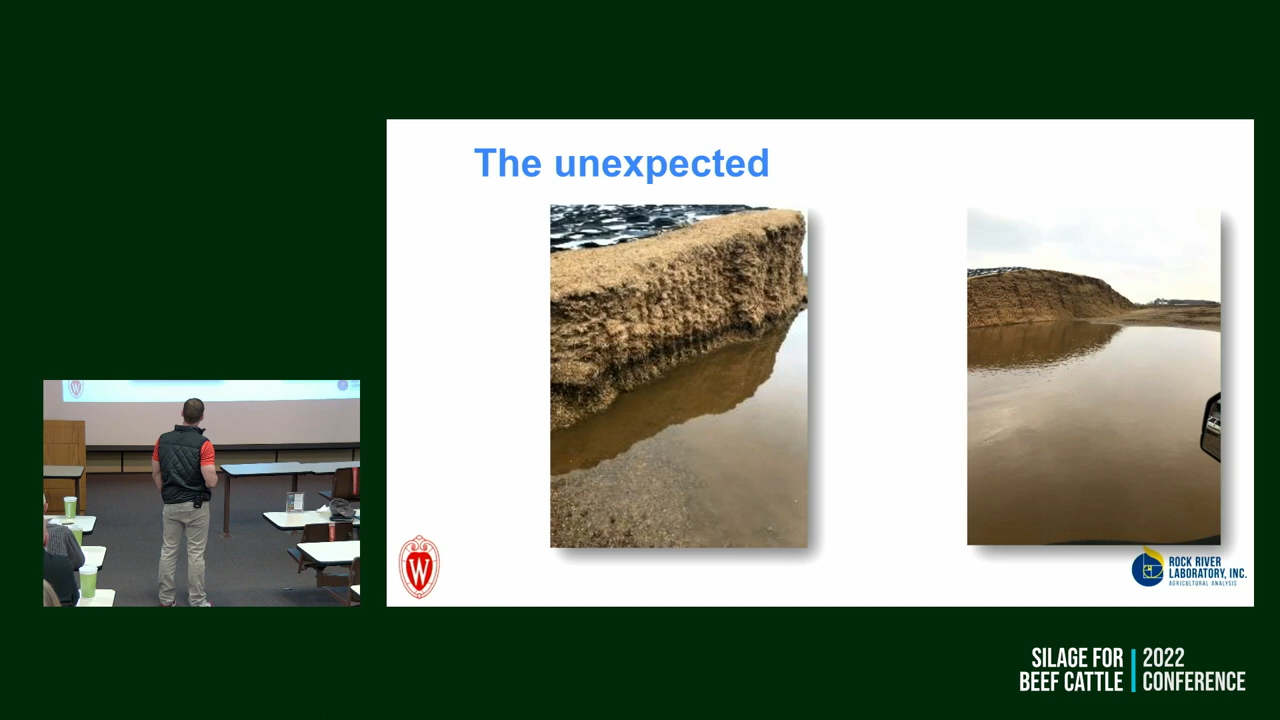 The unexpected
W
ROCK RIVER
LABORATORY, INC.
AGRICULTURAL ANALYSIS
SILAGE FOR
BEEF CATTLE
2022
CONFERENCE